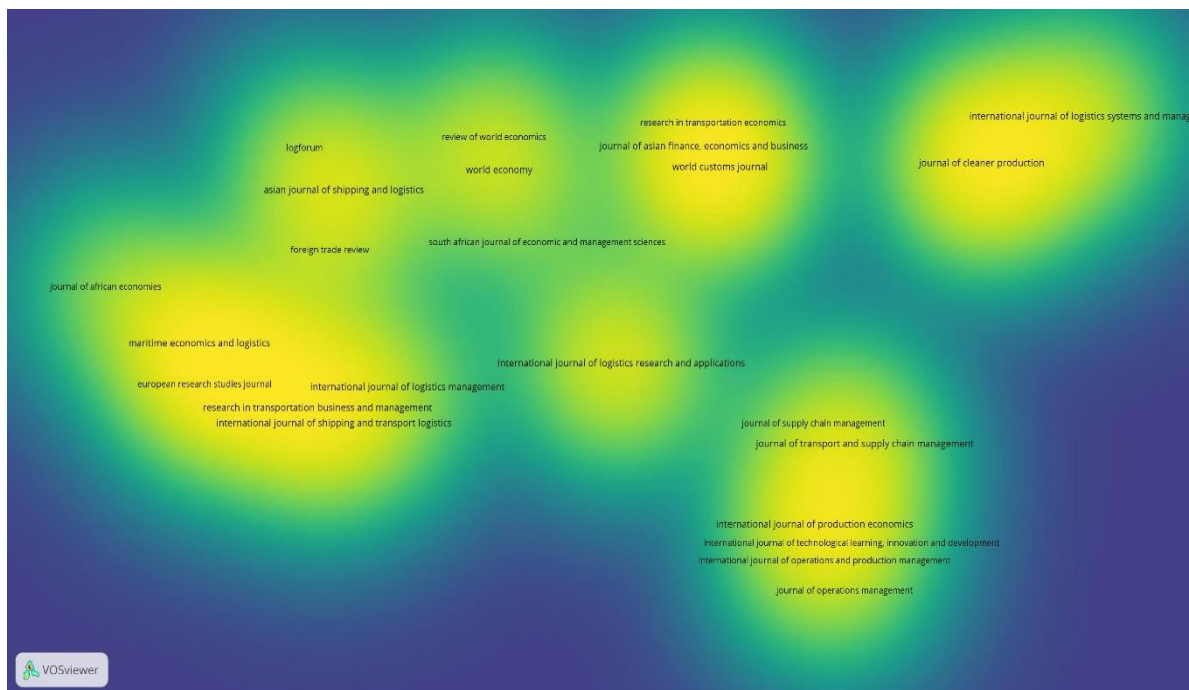 international journal of logistics systems and manag
research in transportation economics
review of world economics
logforum
journal of asian finance, economics and business
journal of cleaner production
world economy
world customs journal
asian journal of shipping and logistics
south african journal of economic and management sciences
foreign trade review
journal of african economies
maritime economics and logistics
international journal of logistics research and applications
european research studies journal
international journal of logistics management
research in transportation business and management
international journal of shipping and transport logistics
journal of supply chain management
journal of transport and supply chain management
international journal of production economics
international journal of technological learning, innovation and development
international journal of operations and production management
journal of operations management
VOSviewer